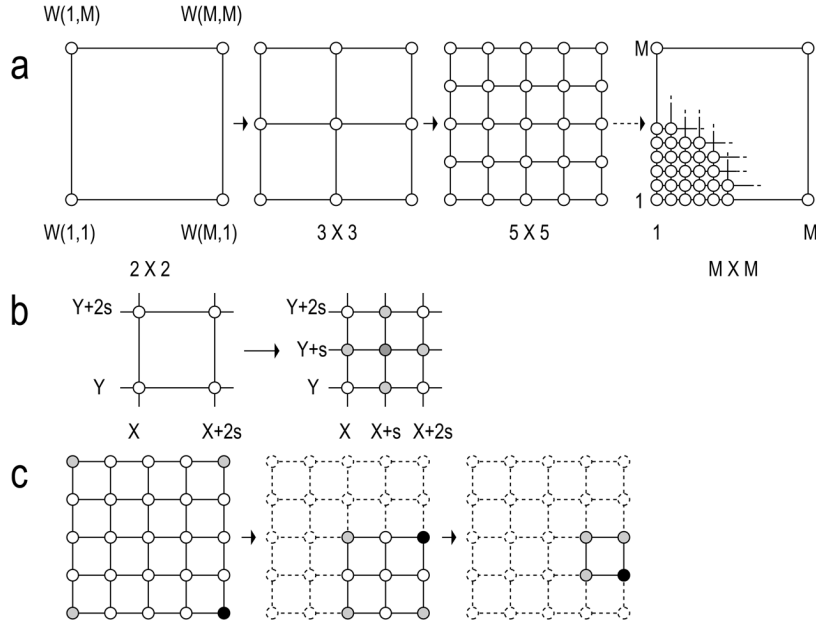 W(1,M) W(M,M)
a
M
1
W(1,1) W(M,1) 3 X 3 5 X 5 1 M
2 X 2 M X M
b
Y+2s Y+2s
Y+s
Y Y
X X+2s X X+s X+2s
c